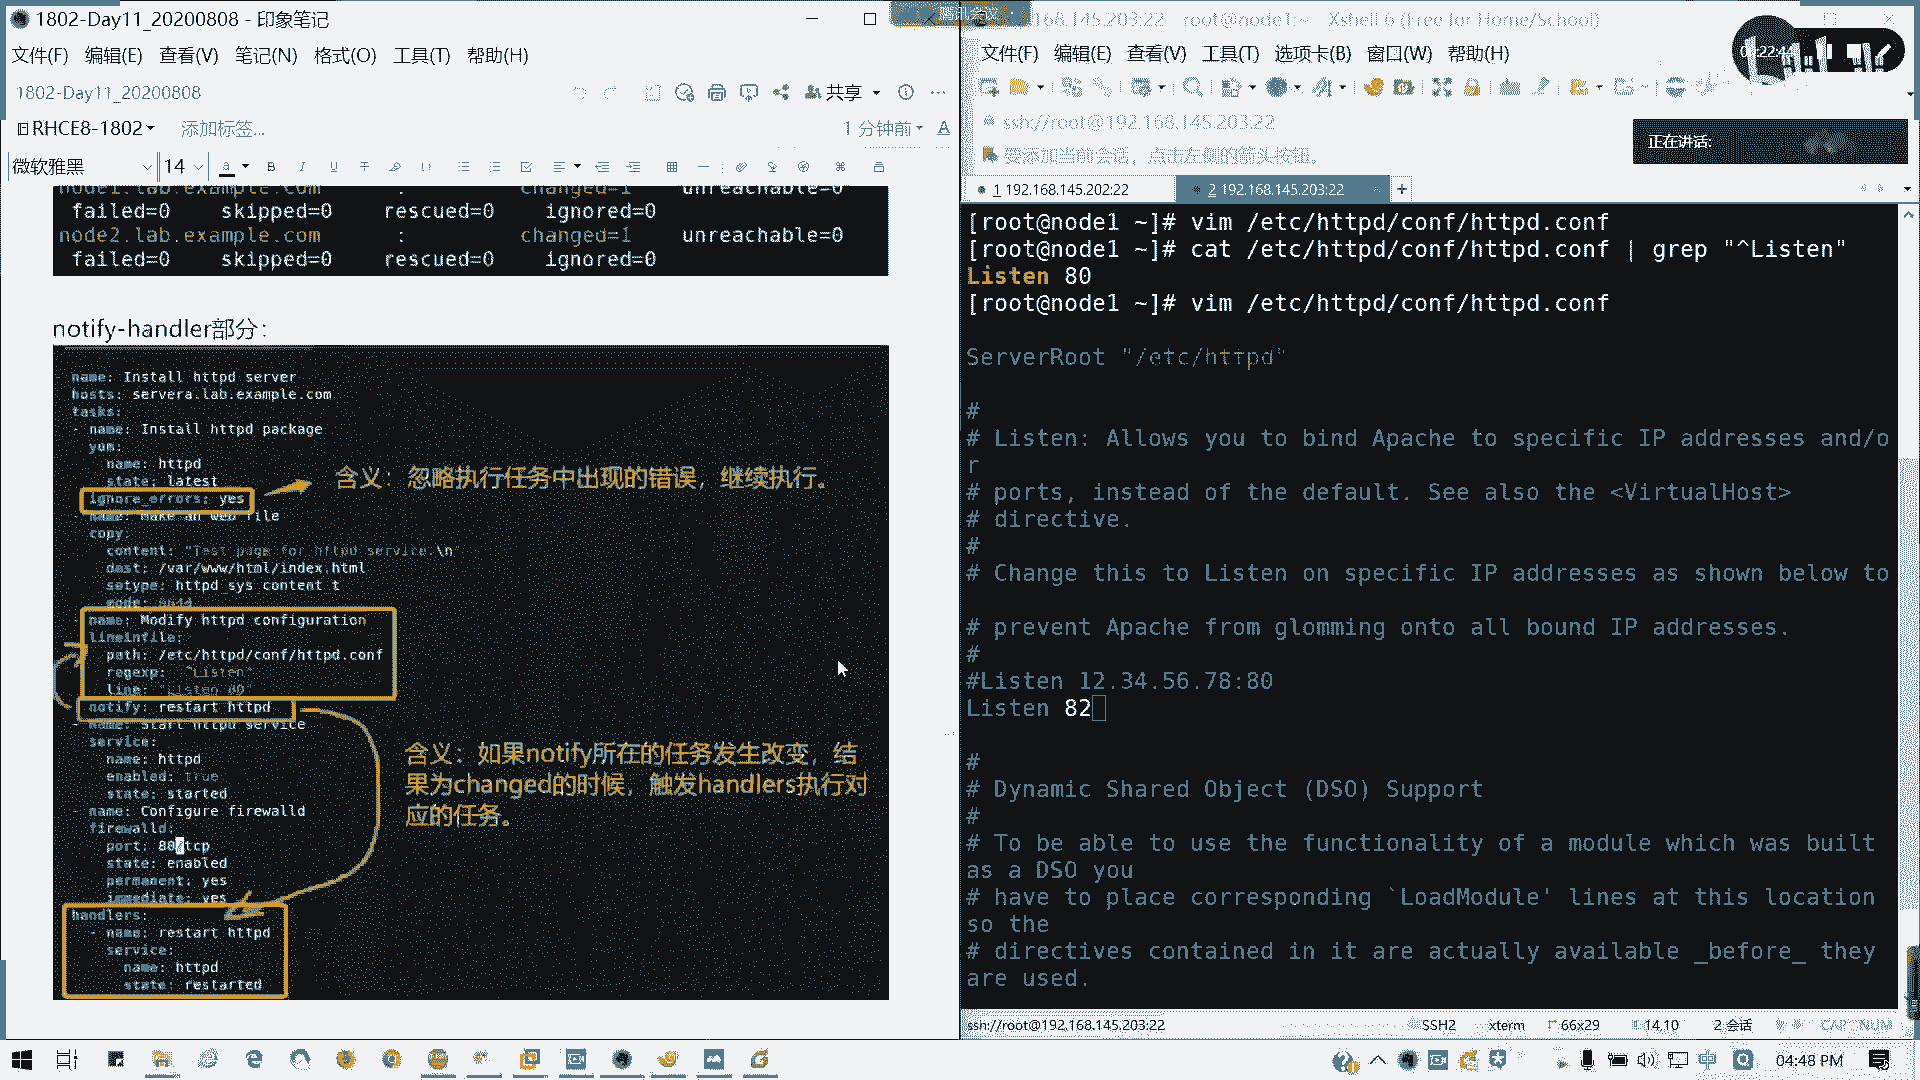 1802-Day11_20200808 - 印象笔记
文件(F) 编辑(E) 查看(V) 笔记(N) 格式(O) 工具(T) 帮助(H)
1802-Day11_20200808
共享
RHCE8-1802
添加标签...
1 分钟前
微软雅黑
14
node1.lab.example.com : changed=1 unreachable=0
failed=0 skipped=0 rescued=0 ignored=0
node2.lab.example.com : changed=1 unreachable=0
failed=0 skipped=0 rescued=0 ignored=0
notify-handler部分：
name: Install httpd server
hosts: servera.lab.example.com
tasks:
- name: Install httpd package
yum:
name: httpd
state: latest
ignore_errors: yes
含义：忽略执行任务中出现的错误，继续执行。
name: Make an web file
copy:
content: "Test page for httpd service.\n"
dest: /var/www/html/index.html
setype: httpd_sys_content_t
mode:
name: Modify httpd configuration
lineinfile:
path: /etc/httpd/conf/httpd.conf
regexp: "^Listen"
line: "Listen 80"
notify: restart httpd
- name: Start httpd service
service:
name: httpd
enabled: true
state: started
- name: Configure firewalld
firewalld:
port: 80/tcp
state: enabled
permanent: yes
immediate: yes
含义：如果notify所在的任务发生改变，结
果为changed的时候，触发handlers执行对
应的任务。
handlers:
- name: restart httpd
service:
name: httpd
state: restarted
192.168.145.203:22 root@node1:~ Xshell 6 (Free for Home/School)
文件(F) 编辑(E) 查看(V) 工具(T) 选项卡(B) 窗口(W) 帮助(H)
ssh://root@192.168.145.203:22
要添加当前会话，点击左侧的箭头按钮。
正在讲话:
1 192.168.145.202:22
2 192.168.145.203:22
[root@node1 ~]# vim /etc/httpd/conf/httpd.conf
[root@node1 ~]# cat /etc/httpd/conf/httpd.conf | grep "^Listen"
Listen 80
[root@node1 ~]# vim /etc/httpd/conf/httpd.conf
ServerRoot "/etc/httpd"
#
# Listen: Allows you to bind Apache to specific IP addresses and/o
r
# ports, instead of the default. See also the <VirtualHost>
# directive.
#
# Change this to Listen on specific IP addresses as shown below to
# prevent Apache from glomming onto all bound IP addresses.
#
#Listen 12.34.56.78:80
Listen 82
#
# Dynamic Shared Object (DSO) Support
#
# To be able to use the functionality of a module which was built
as a DSO you
# have to place corresponding `LoadModule' lines at this location
so the
# directives contained in it are actually available _before_ they
are used.
ssh://root@192.168.145.203:22 SSH2 xterm 66x29 14,10 2 会话 CAP NUM
中
04:48 PM